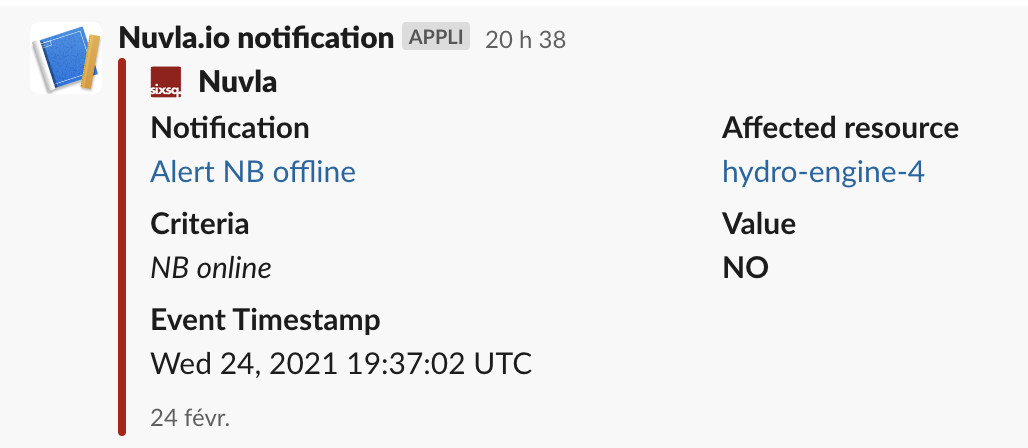 Nuvla.io notification APPLI 20 h 38
sixsq. Nuvla
Notification Affected resource
Alert NB offline hydro-engine-4
Criteria Value
NB online NO
Event Timestamp
Wed 24, 2021 19:37:02 UTC
24 févr.